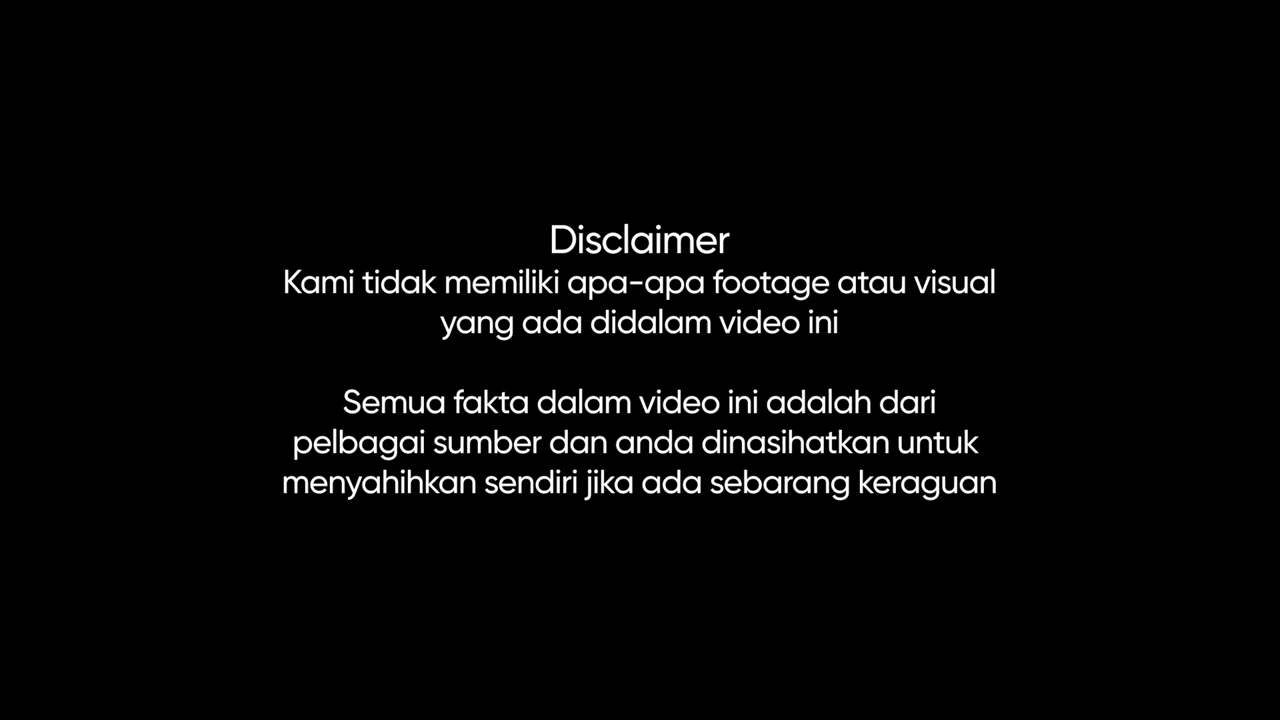 Disclaimer
Kami tidak memiliki apa-apa footage atau visual
yang ada didalam video ini
Semua fakta dalam video ini adalah dari
pelbagai sumber dan anda dinasihatkan untuk
menyahihkan sendiri jika ada sebarang keraguan